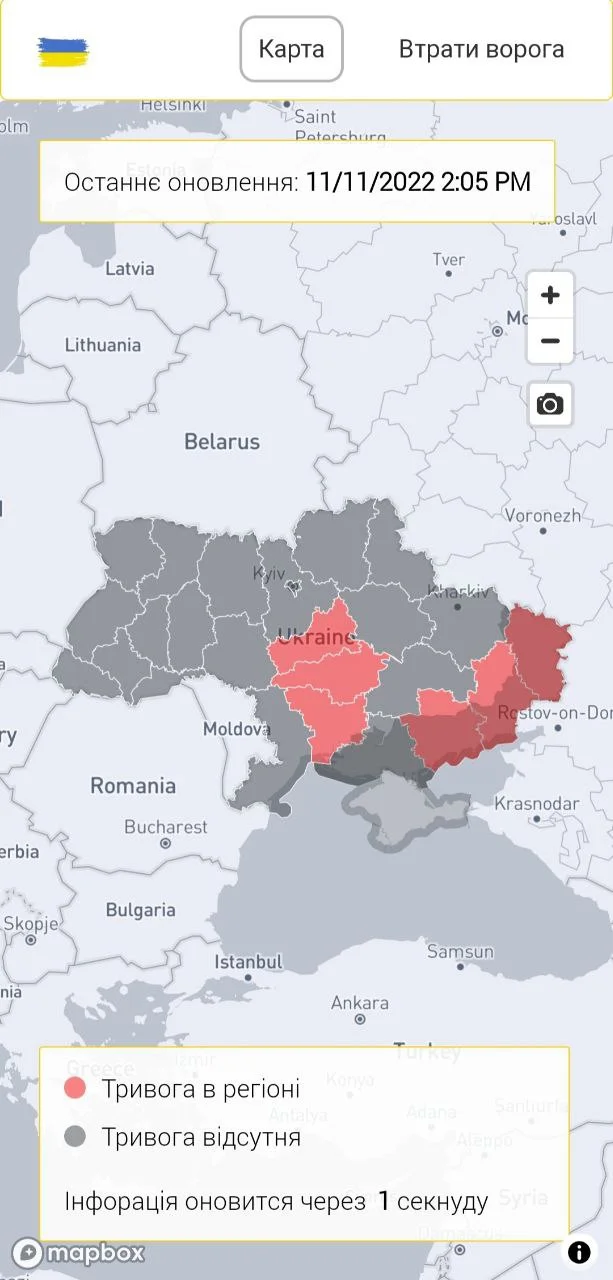 Карта
Втрати ворога
Helsinki
olm
Saint
Petersburg
Estonia
Останнє оновлення: 11/11/2022 2:05 PM
Yaroslavl
Latvia
Tver
+
Mo
−
Lithuania
Belarus
Voronezh
Kyiv
Kharkiv
Ukraine
Rostov-on-Don
Moldova
ry
Romania
Krasnodar
Bucharest
erbia
Bulgaria
Skopje
Istanbul
Samsun
nia
Ankara
Turkey
Greece
Izmir
Тривога в регіоні
Konya
Antalya
Adana
Sanliurfa
Тривога відсутня
Aleppo
Інфорація оновится через 1 секнуду
Syria
Damascus
mapbox
i